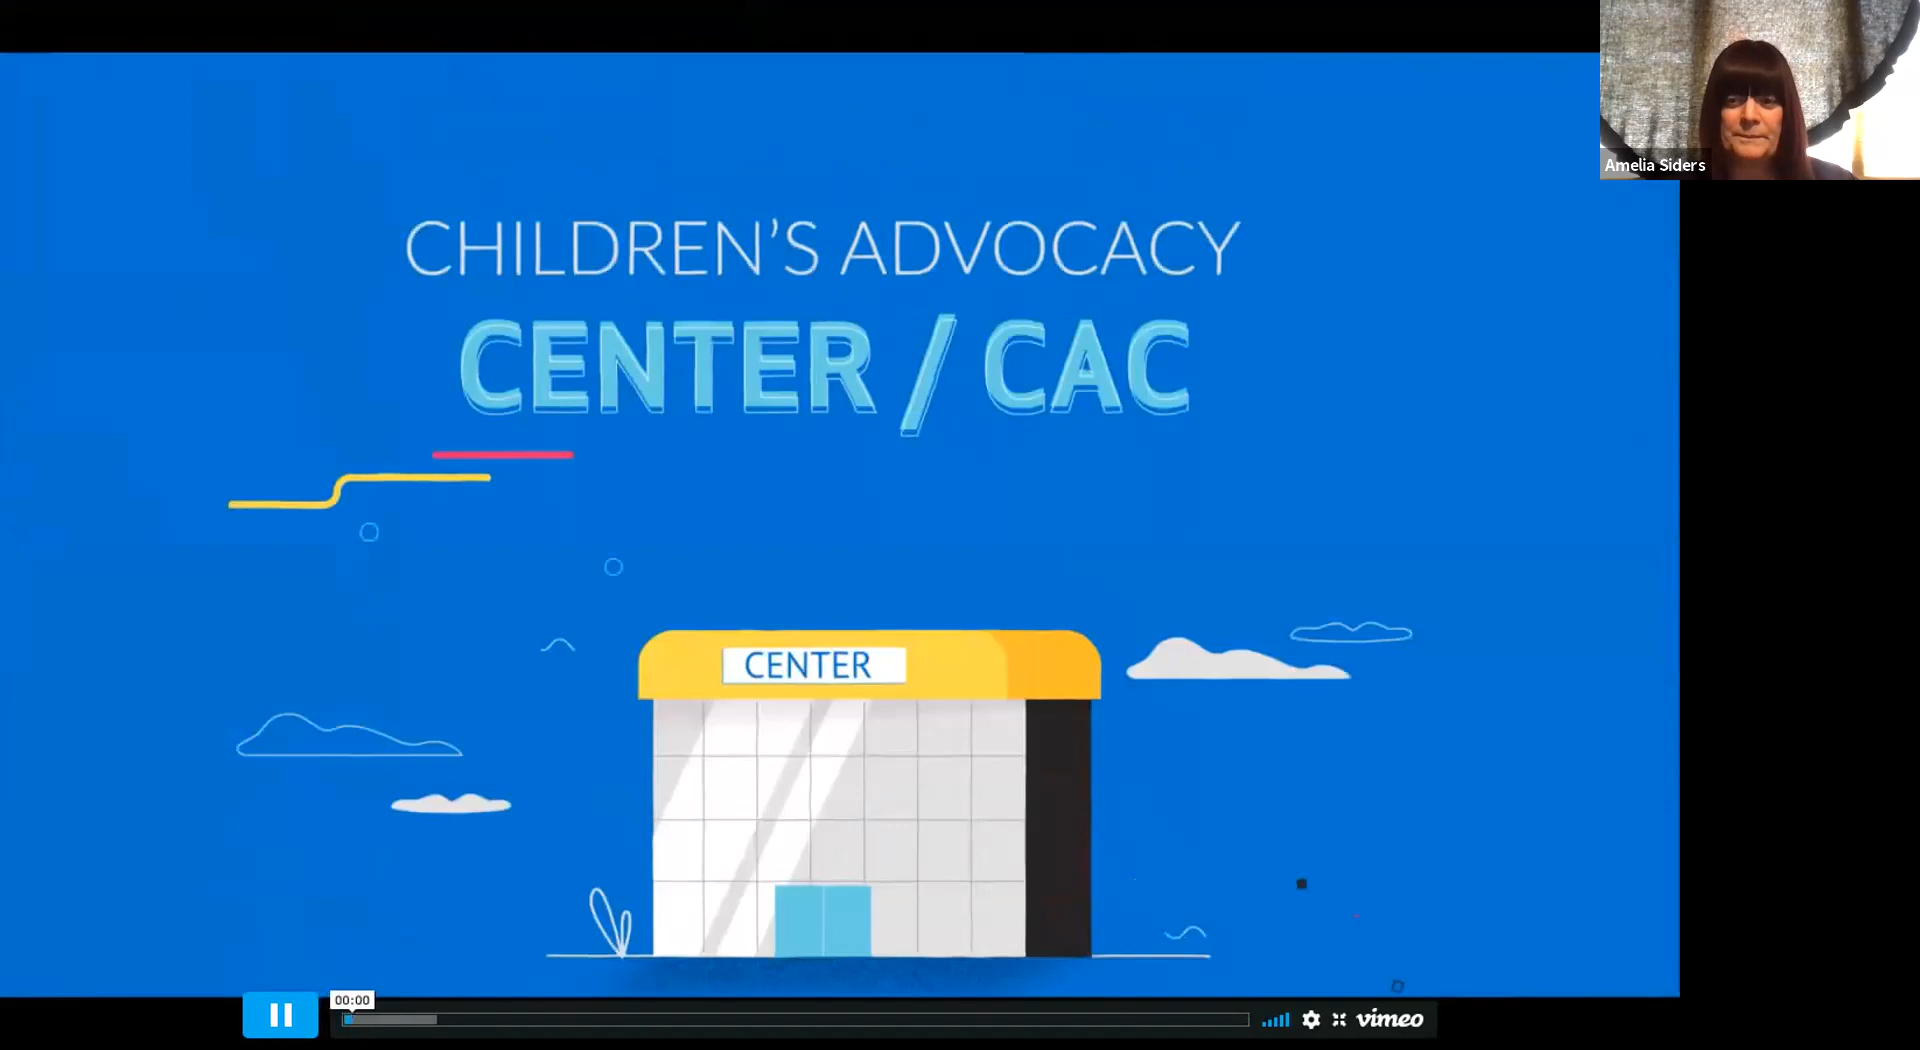 CHILDREN'S ADVOCACY
CENTER / CAC
Amelia Siders
CENTER
00:00
vimeo